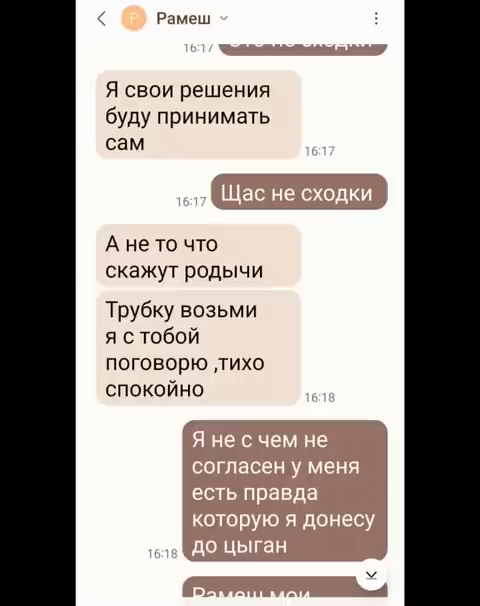 Р
Рамеш
16:17
Я свои решения
буду принимать
сам
16:17
Щас не сходки
16:17
А не то что
скажут родычи
Трубку возьми
я с тобой
поговорю ,тихо
спокойно
16:18
Я не с чем не
согласен у меня
есть правда
которую я донесу
до цыган
16:18
Рамеш мои